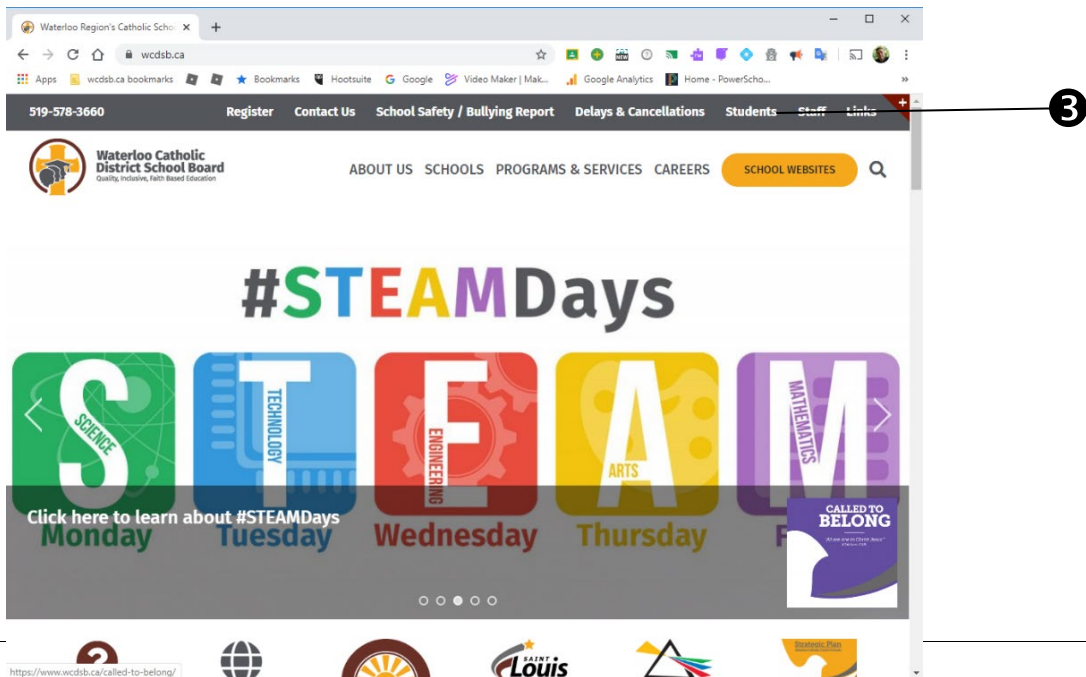 Waterloo Region's Catholic Scho
wcdsb.ca
Apps wcdsb.ca bookmarks Bookmarks Hootsuite Google Video Maker | Mak... Google Analytics Home - PowerScho...
519-578-3660 Register Contact Us School Safety / Bullying Report Delays & Cancellations Students Staff Links
3
Waterloo Catholic
District School Board
Quality, Inclusive, Faith Based Education
ABOUT US SCHOOLS PROGRAMS & SERVICES CAREERS SCHOOL WEBSITES
#STEAMDays
S T E A M
SCIENCE TECHNOLOGY ENGINEERING ARTS MATHEMATICS
Click here to learn about #STEAMDays
Monday Tuesday Wednesday Thursday F
CALLED TO
BELONG
SAINT
Louis
Strategic Plan
https://www.wcdsb.ca/called-to-belong/